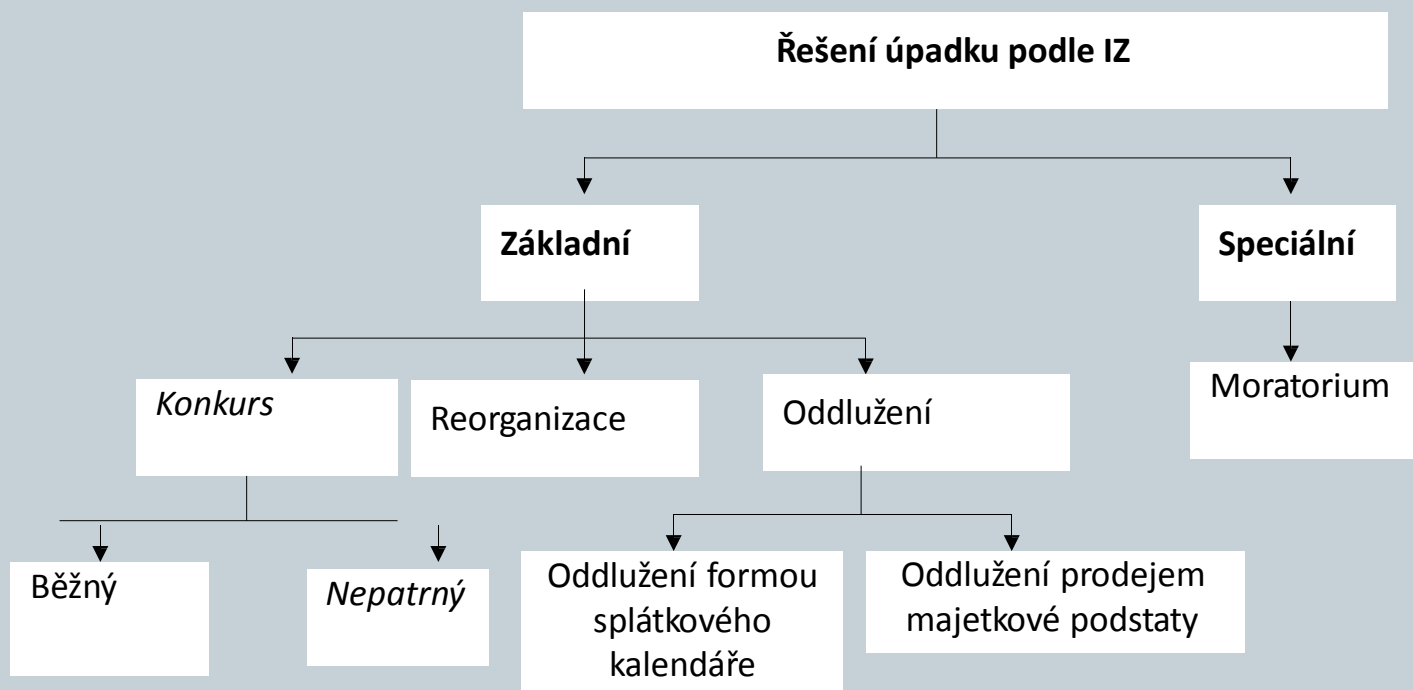 Řešení úpadku podle IZ
Základní
Speciální
Konkurs
Reorganizace
Oddlužení
Moratorium
Běžný
Nepatrný
Oddlužení formou
splátkového
kalendáře
Oddlužení prodejem
majetkové podstaty